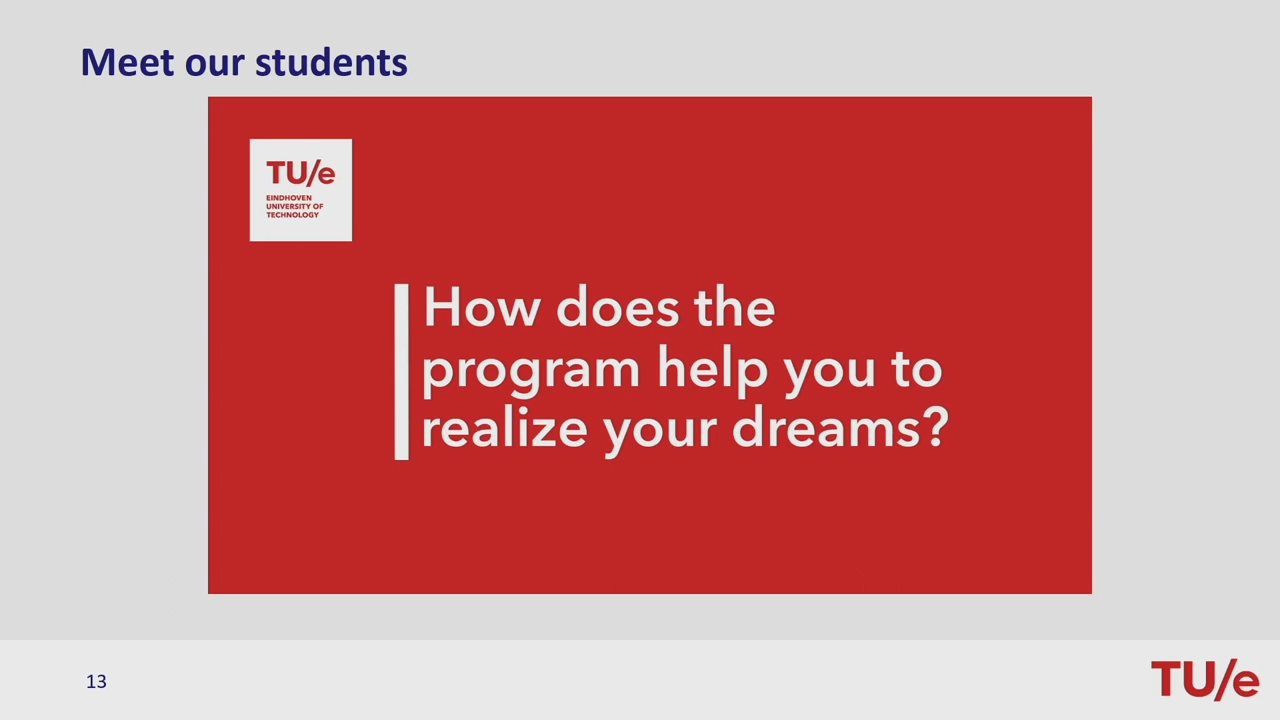 Meet our students
TU/e
EINDHOVEN
UNIVERSITY OF
TECHNOLOGY
How does the
program help you to
realize your dreams?
13
TU/e